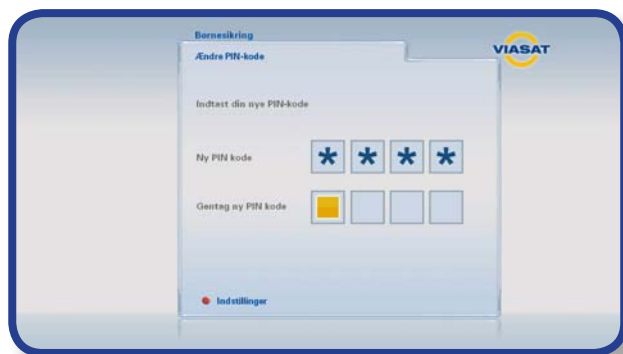 Børnesikring
VIASAT
Ændre PIN-kode
Indtast din nye PIN-kode
Ny PIN kode
* * * *
Gentag ny PIN kode
Indstillinger